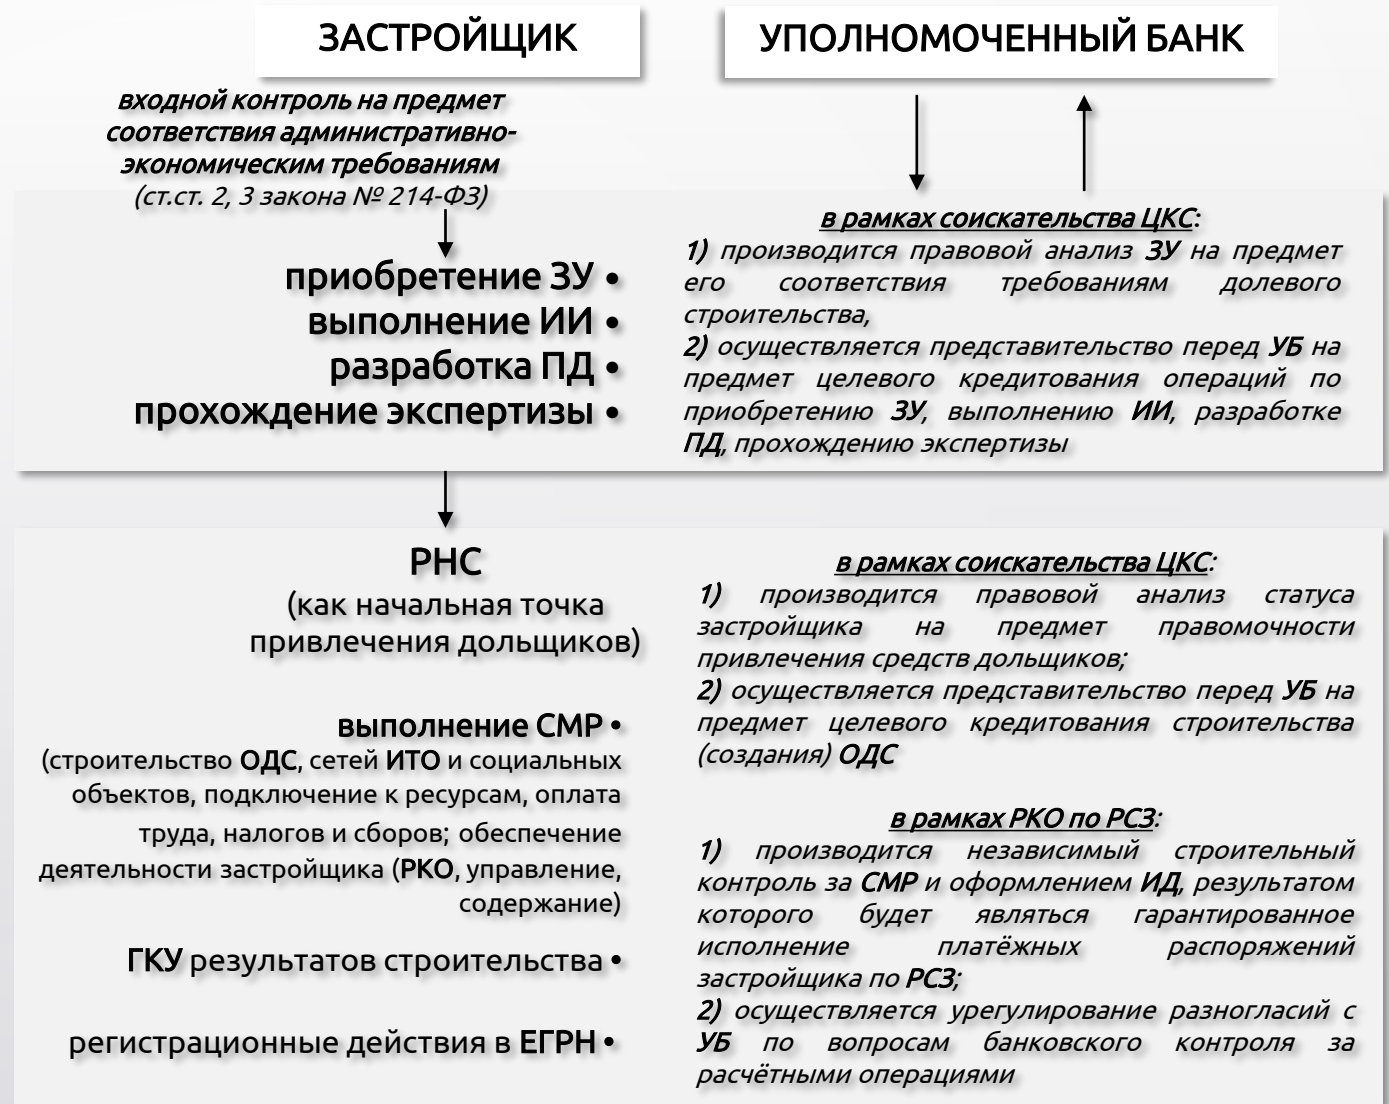 ЗАСТРОЙЩИК
УПОЛНОМОЧЕННЫЙ БАНК
входной контроль на предмет
соответствия административно-
экономическим требованиям
(ст.ст. 2, 3 закона № 214-ФЗ)
приобретение ЗУ •
выполнение ИИ •
разработка ПД •
прохождение экспертизы •
в рамках соискательства ЦКС:
1) производится правовой анализ ЗУ на предмет
его соответствия требованиям долевого
строительства,
2) осуществляется представительство перед УБ на
предмет целевого кредитования операций по
приобретению ЗУ, выполнению ИИ, разработке
ПД, прохождению экспертизы
РНС
(как начальная точка
привлечения дольщиков)
выполнение СМР •
(строительство ОДС, сетей ИТО и социальных
объектов, подключение к ресурсам, оплата
труда, налогов и сборов; обеспечение
деятельности застройщика (РКО, управление,
содержание)
ГКУ результатов строительства •
регистрационные действия в ЕГРН •
в рамках соискательства ЦКС:
1) производится правовой анализ статуса
застройщика на предмет правомочности
привлечения средств дольщиков;
2) осуществляется представительство перед УБ на
предмет целевого кредитования строительства
(создания) ОДС
в рамках РКО по РСЗ:
1) производится независимый строительный
контроль за СМР и оформлением ИД, результатом
которого будет являться гарантированное
исполнение платёжных распоряжений
застройщика по РСЗ;
2) осуществляется урегулирование разногласий с
УБ по вопросам банковского контроля за
расчётными операциями